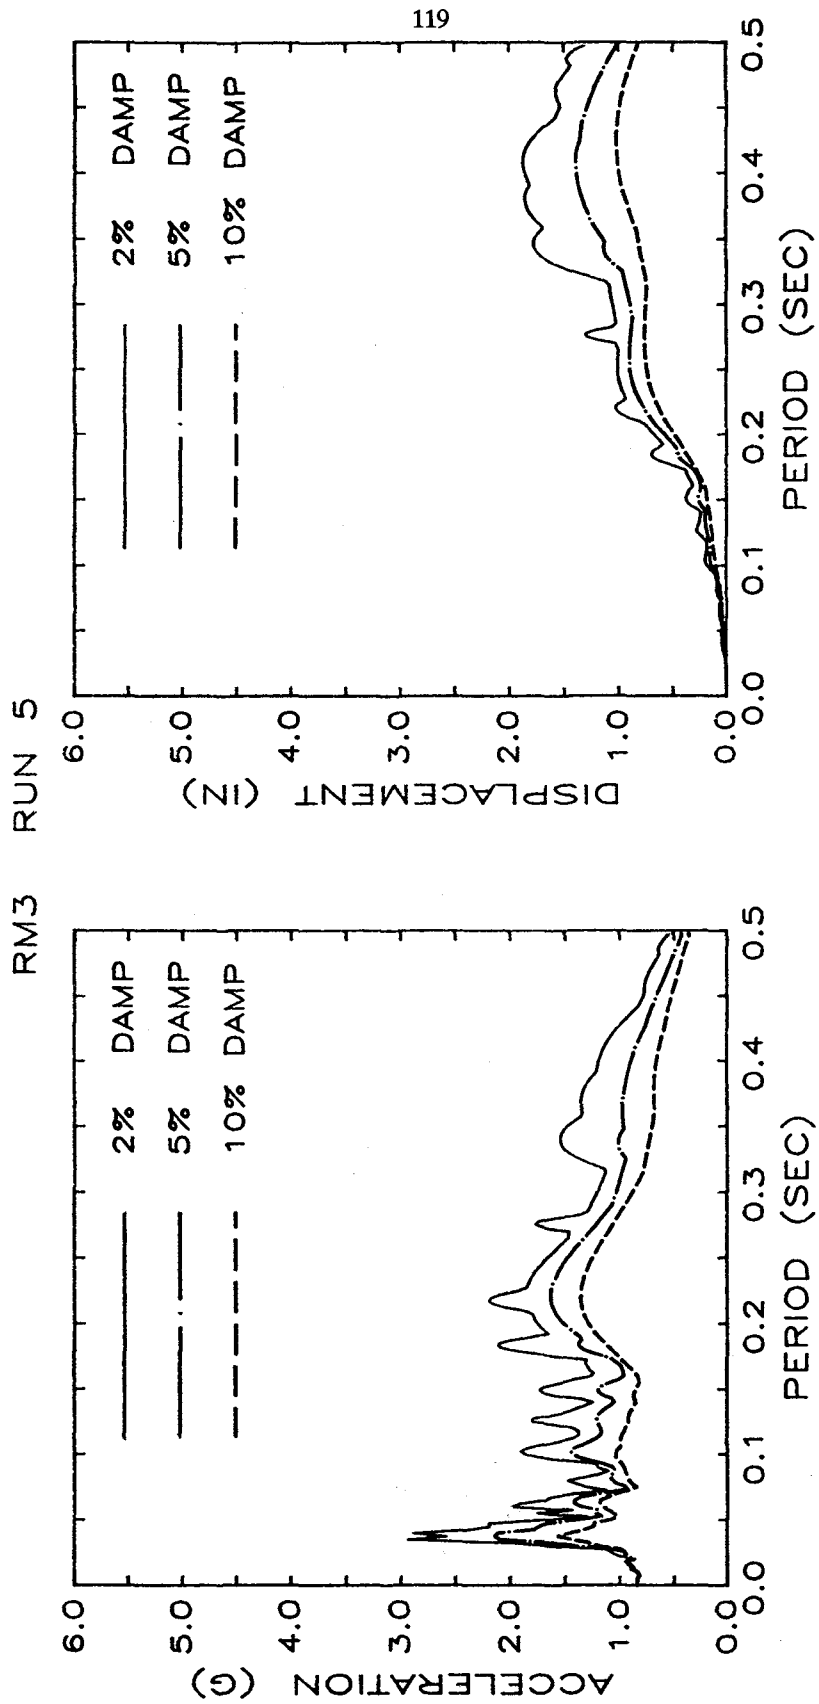 119
RM3 RUN 5
ACCELERATION (G)
6.0
5.0
4.0
3.0
2.0
1.0
0.0
2% DAMP
5% DAMP
10% DAMP
0.0 0.1 0.2 0.3 0.4 0.5
PERIOD (SEC)
DISPLACEMENT (IN)
6.0
5.0
4.0
3.0
2.0
1.0
0.0
2% DAMP
5% DAMP
10% DAMP
0.0 0.1 0.2 0.3 0.4 0.5
PERIOD (SEC)